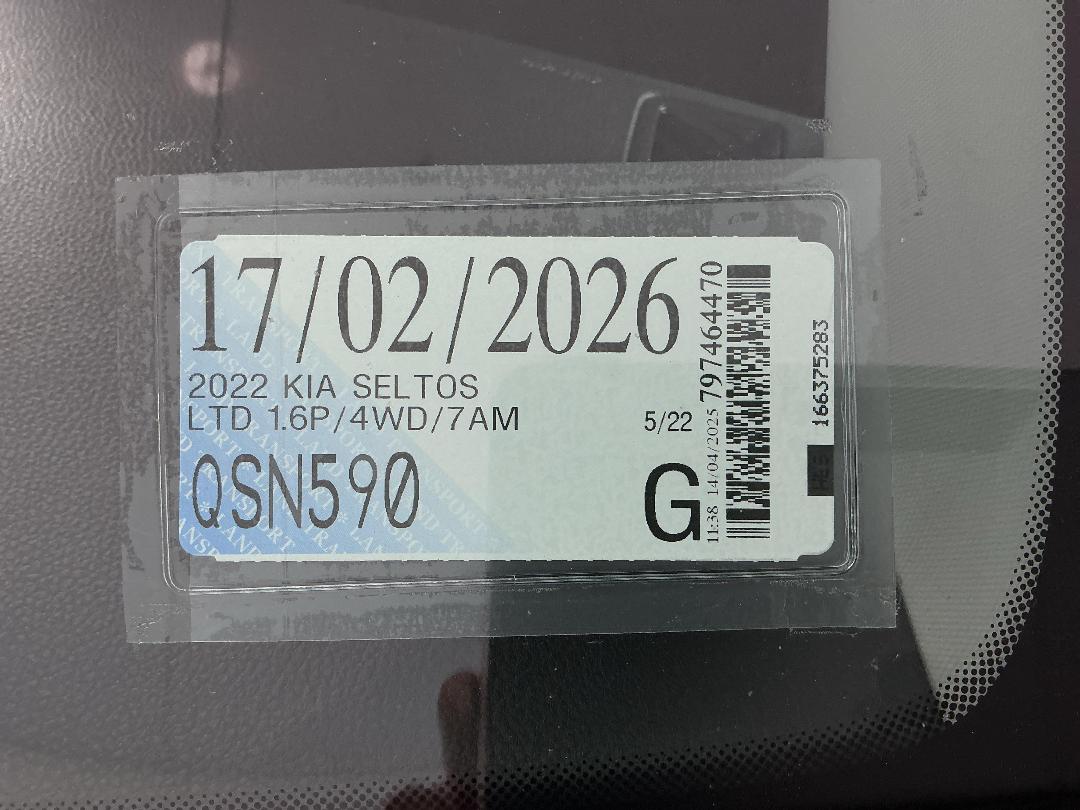 17/02/2026
2022 KIA SELTOS
LTD 1.6P/4WD/7AM
5/22
QSN590
G
11:38 14/04/2025 797464470
166375283